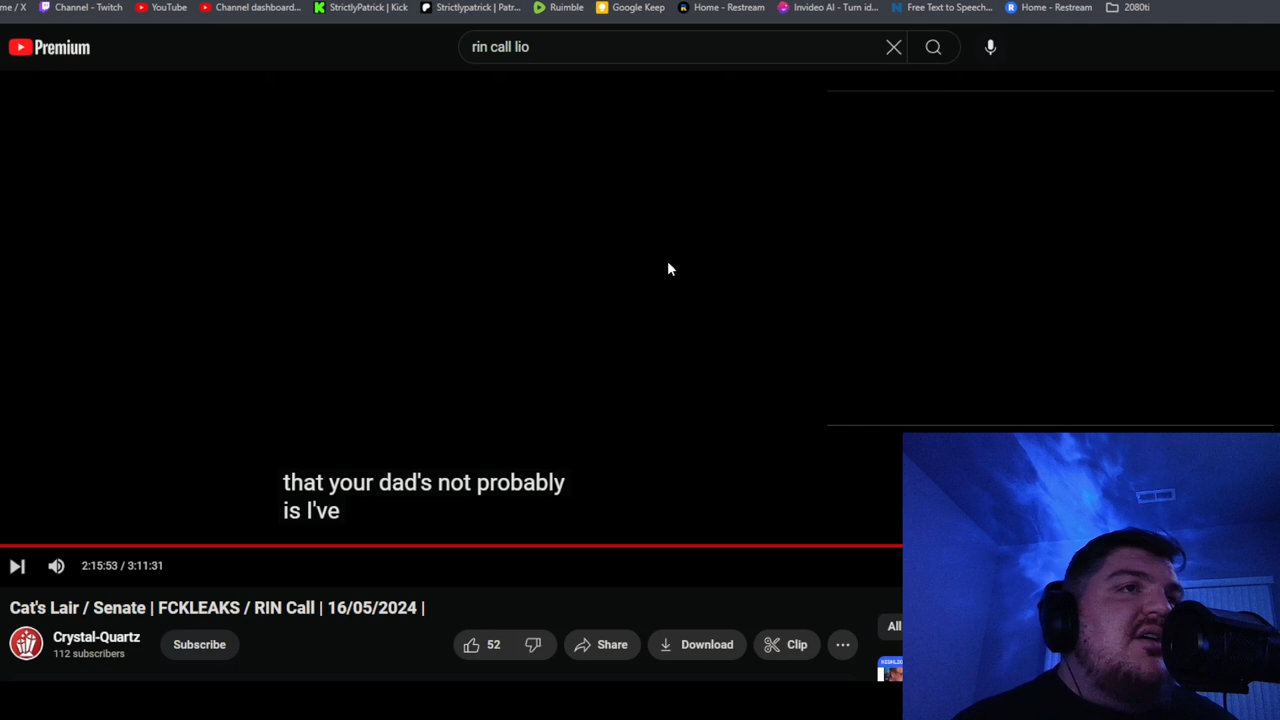 me / X
Channel - Twitch
YouTube
Channel dashboard...
StrictlyPatrick | Kick
Strictlypatrick | Patr...
Rumble
Google Keep
Home - Restream
Invideo AI - Turn id...
Free Text to Speech...
Home - Restream
2080ti
Premium
rin call lio
that your dad's not probably
is I've
2:15:53 / 3:11:31
Cat's Lair / Senate | FCKLEAKS / RIN Call | 16/05/2024 |
Crystal-Quartz
112 subscribers
Subscribe
52
Share
Download
Clip
All